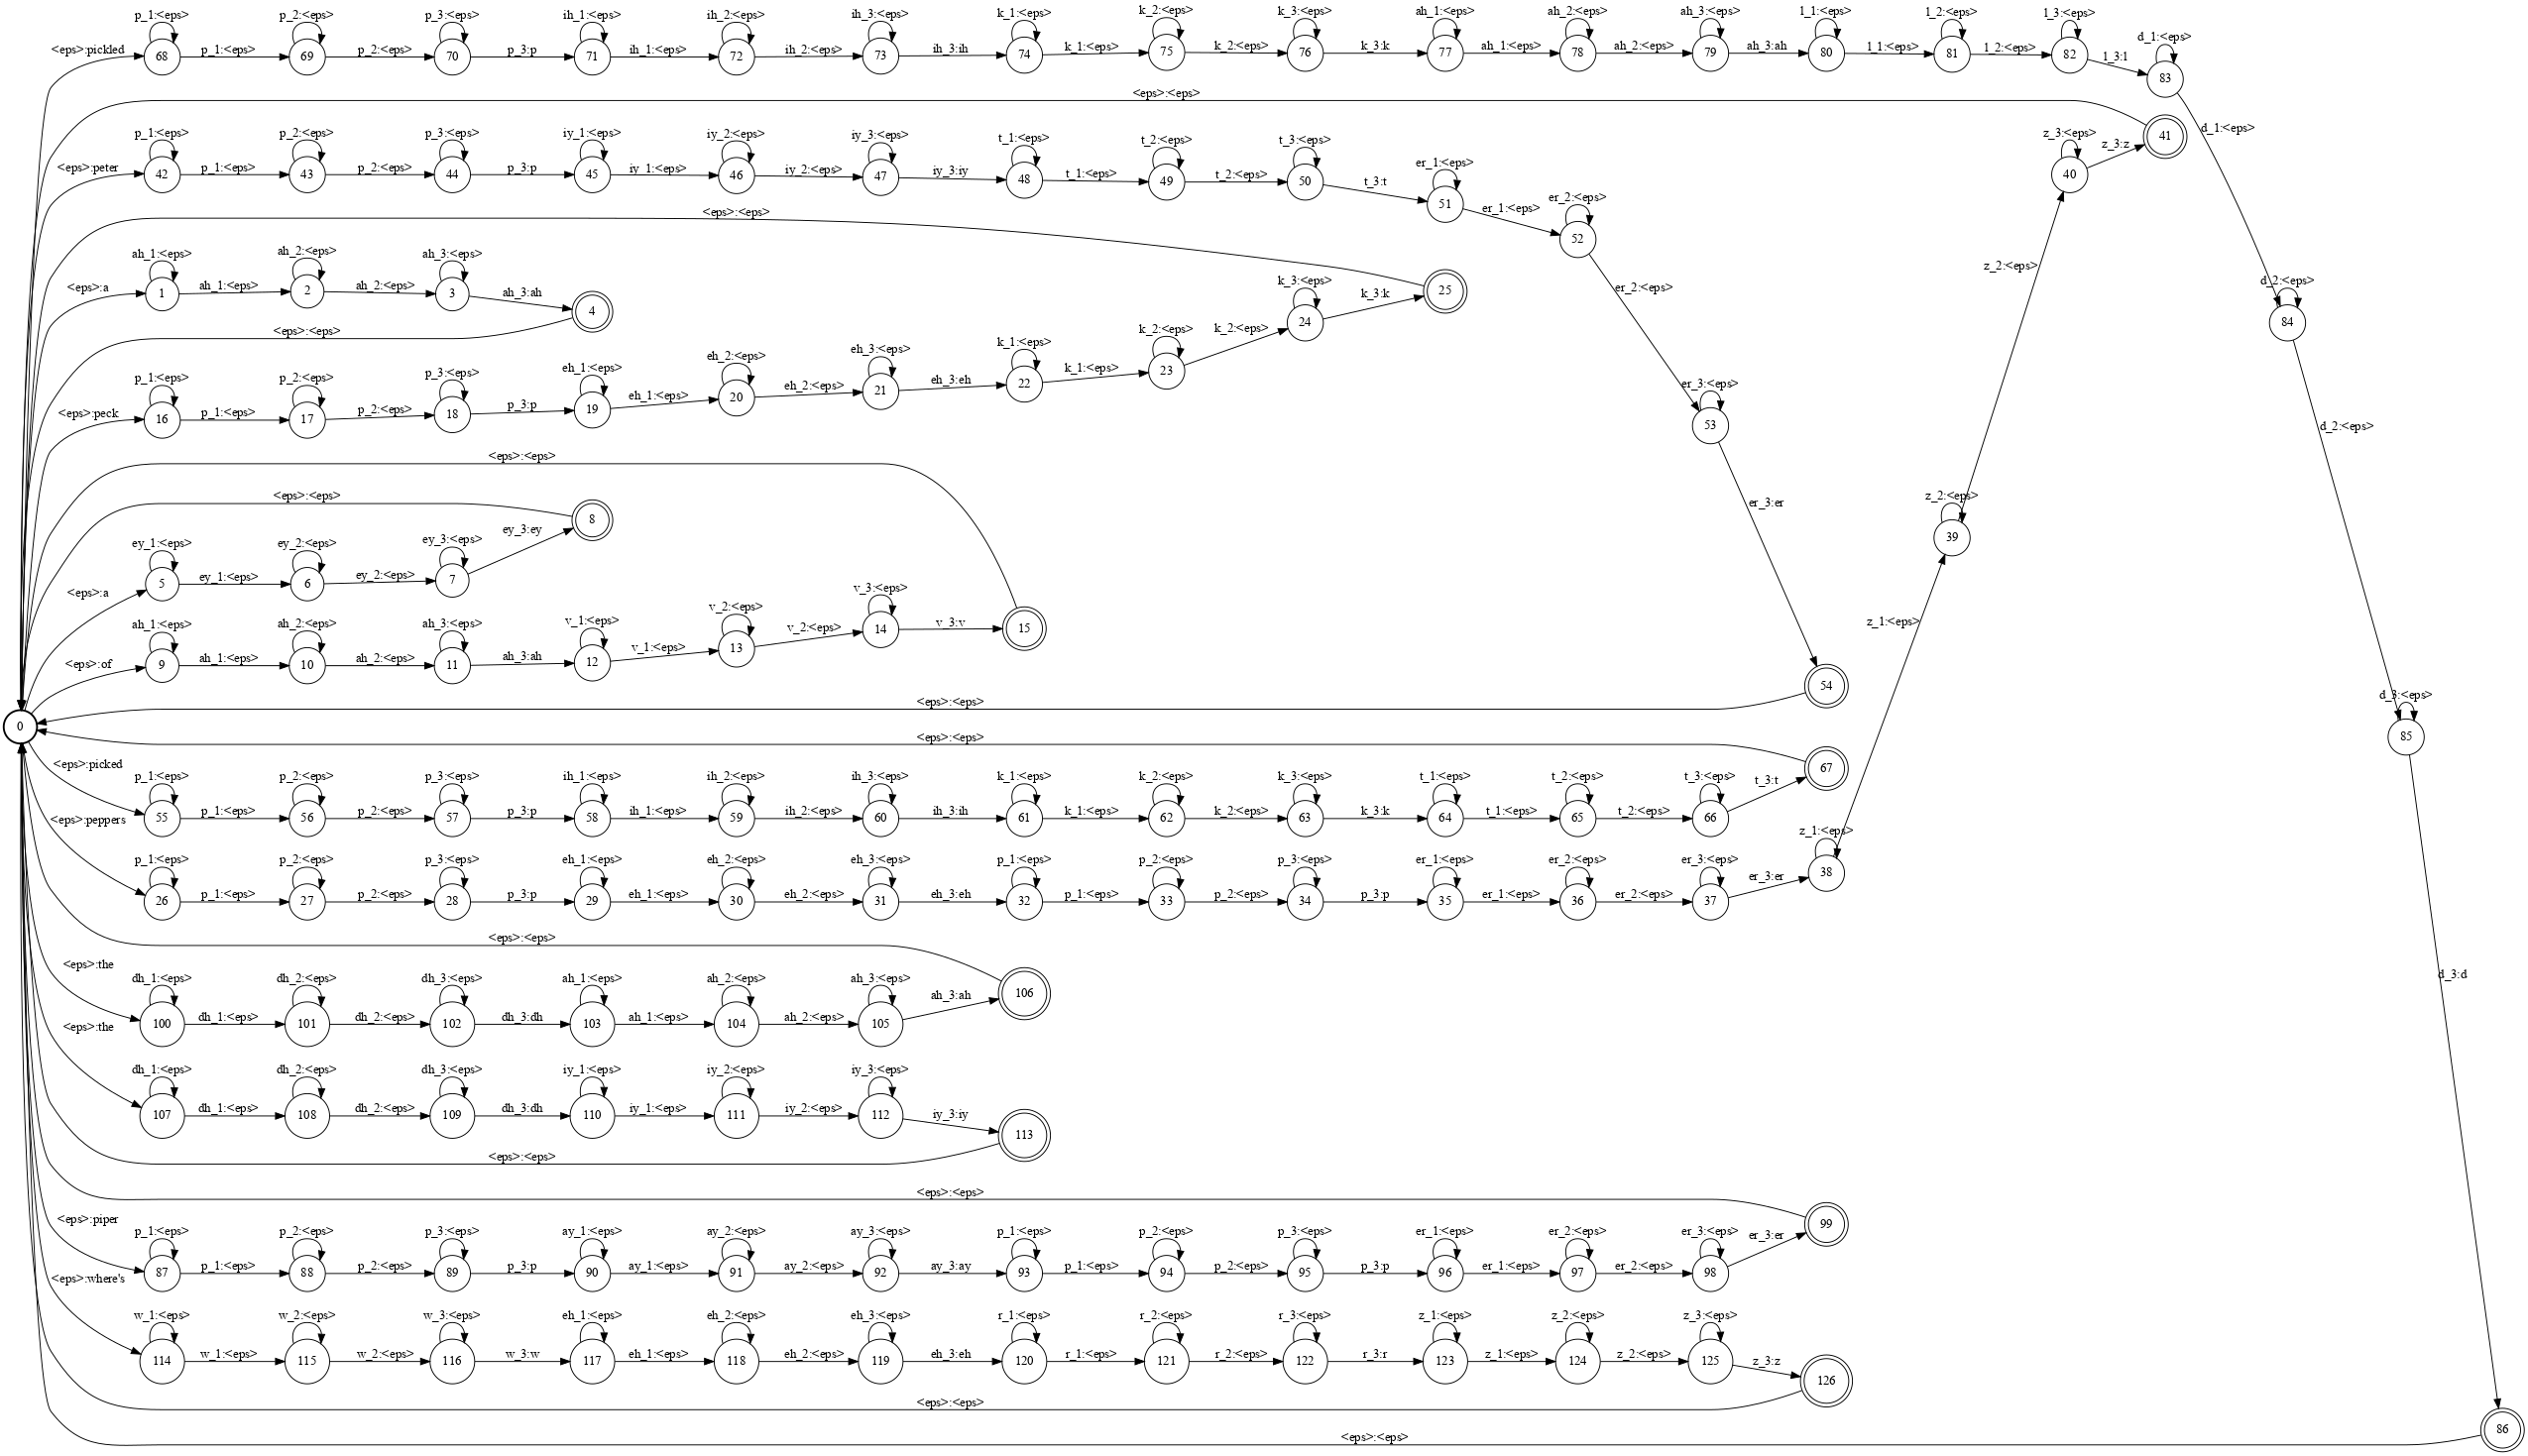 p_1:<eps> p_2:<eps> p_3:<eps> ih_1:<eps> ih_2:<eps> ih_3:<eps> k_1:<eps> k_2:<eps> k_3:<eps> ah_1:<eps> ah_2:<eps> ah_3:<eps> l_1:<eps> l_2:<eps> l_3:<eps> d_1:<eps>
<eps>:pickled 68 p_1:<eps> 69 p_2:<eps> 70 p_3:p 71 ih_1:<eps> 72 ih_2:<eps> 73 ih_3:ih 74 k_1:<eps> 75 k_2:<eps> 76 k_3:k 77 ah_1:<eps> 78 ah_2:<eps> 79 ah_3:ah 80 l_1:<eps> 81 l_2:<eps> 82 l_3:l 83
<eps>:<eps>
d_1:<eps>
p_1:<eps> p_2:<eps> p_3:<eps> iy_1:<eps> iy_2:<eps> iy_3:<eps> t_1:<eps> t_2:<eps> t_3:<eps> er_1:<eps> er_2:<eps> z_3:<eps> z_3:z 41
<eps>:peter 42 p_1:<eps> 43 p_2:<eps> 44 p_3:p 45 iy_1:<eps> 46 iy_2:<eps> 47 iy_3:iy 48 t_1:<eps> 49 t_2:<eps> 50 t_3:t 51 er_1:<eps> 52 40
<eps>:<eps>
ah_1:<eps> ah_2:<eps> ah_3:<eps> er_2:<eps> z_2:<eps> d_2:<eps>
<eps>:a 1 ah_1:<eps> 2 ah_2:<eps> 3 ah_3:ah 4 25 84
<eps>:<eps>
p_1:<eps> p_2:<eps> p_3:<eps> eh_1:<eps> eh_2:<eps> eh_3:<eps> k_1:<eps> k_2:<eps> k_3:<eps> er_3:<eps>
<eps>:peck 16 p_1:<eps> 17 p_2:<eps> 18 p_3:p 19 eh_1:<eps> 20 eh_2:<eps> 21 eh_3:eh 22 k_1:<eps> 23 k_2:<eps> 24 k_3:k 53 d_2:<eps>
<eps>:<eps>
<eps>:<eps> 8 er_3:er z_2:<eps>
ey_1:<eps> ey_2:<eps> ey_3:<eps> ey_3:ey 39
<eps>:a 5 ey_1:<eps> 6 ey_2:<eps> 7
ah_1:<eps> ah_2:<eps> ah_3:<eps> v_1:<eps> v_2:<eps> v_3:<eps> z_1:<eps>
<eps>:of 9 ah_1:<eps> 10 ah_2:<eps> 11 ah_3:ah 12 v_1:<eps> 13 v_2:<eps> 14 v_3:v 15
54 d_3:<eps>
<eps>:<eps>
0 85
<eps>:<eps>
<eps>:picked p_1:<eps> p_2:<eps> p_3:<eps> ih_1:<eps> ih_2:<eps> ih_3:<eps> k_1:<eps> k_2:<eps> k_3:<eps> t_1:<eps> t_2:<eps> t_3:<eps> t_3:t 67
55 p_1:<eps> 56 p_2:<eps> 57 p_3:p 58 ih_1:<eps> 59 ih_2:<eps> 60 ih_3:ih 61 k_1:<eps> 62 k_2:<eps> 63 k_3:k 64 t_1:<eps> 65 t_2:<eps> 66
<eps>:peppers z_1:<eps>
p_1:<eps> p_2:<eps> p_3:<eps> eh_1:<eps> eh_2:<eps> eh_3:<eps> p_1:<eps> p_2:<eps> p_3:<eps> er_1:<eps> er_2:<eps> er_3:<eps> er_3:er 38
26 p_1:<eps> 27 p_2:<eps> 28 p_3:p 29 eh_1:<eps> 30 eh_2:<eps> 31 eh_3:eh 32 p_1:<eps> 33 p_2:<eps> 34 p_3:p 35 er_1:<eps> 36 er_2:<eps> 37
<eps>:<eps>
<eps>:the dh_1:<eps> dh_2:<eps> dh_3:<eps> ah_1:<eps> ah_2:<eps> ah_3:<eps> ah_3:ah 106 d_3:d
100 dh_1:<eps> 101 dh_2:<eps> 102 dh_3:dh 103 ah_1:<eps> 104 ah_2:<eps> 105
<eps>:the dh_1:<eps> dh_2:<eps> dh_3:<eps> iy_1:<eps> iy_2:<eps> iy_3:<eps>
107 dh_1:<eps> 108 dh_2:<eps> 109 dh_3:dh 110 iy_1:<eps> 111 iy_2:<eps> 112 iy_3:iy 113
<eps>:<eps>
<eps>:<eps>
<eps>:piper p_1:<eps> p_2:<eps> p_3:<eps> ay_1:<eps> ay_2:<eps> ay_3:<eps> p_1:<eps> p_2:<eps> p_3:<eps> er_1:<eps> er_2:<eps> er_3:<eps> er_3:er 99
87 p_1:<eps> 88 p_2:<eps> 89 p_3:p 90 ay_1:<eps> 91 ay_2:<eps> 92 ay_3:ay 93 p_1:<eps> 94 p_2:<eps> 95 p_3:p 96 er_1:<eps> 97 er_2:<eps> 98
<eps>:where's w_1:<eps> w_2:<eps> w_3:<eps> eh_1:<eps> eh_2:<eps> eh_3:<eps> r_1:<eps> r_2:<eps> r_3:<eps> z_1:<eps> z_2:<eps> z_3:<eps>
114 w_1:<eps> 115 w_2:<eps> 116 w_3:w 117 eh_1:<eps> 118 eh_2:<eps> 119 eh_3:eh 120 r_1:<eps> 121 r_2:<eps> 122 r_3:r 123 z_1:<eps> 124 z_2:<eps> 125 z_3:z 126
<eps>:<eps>
<eps>:<eps> 86